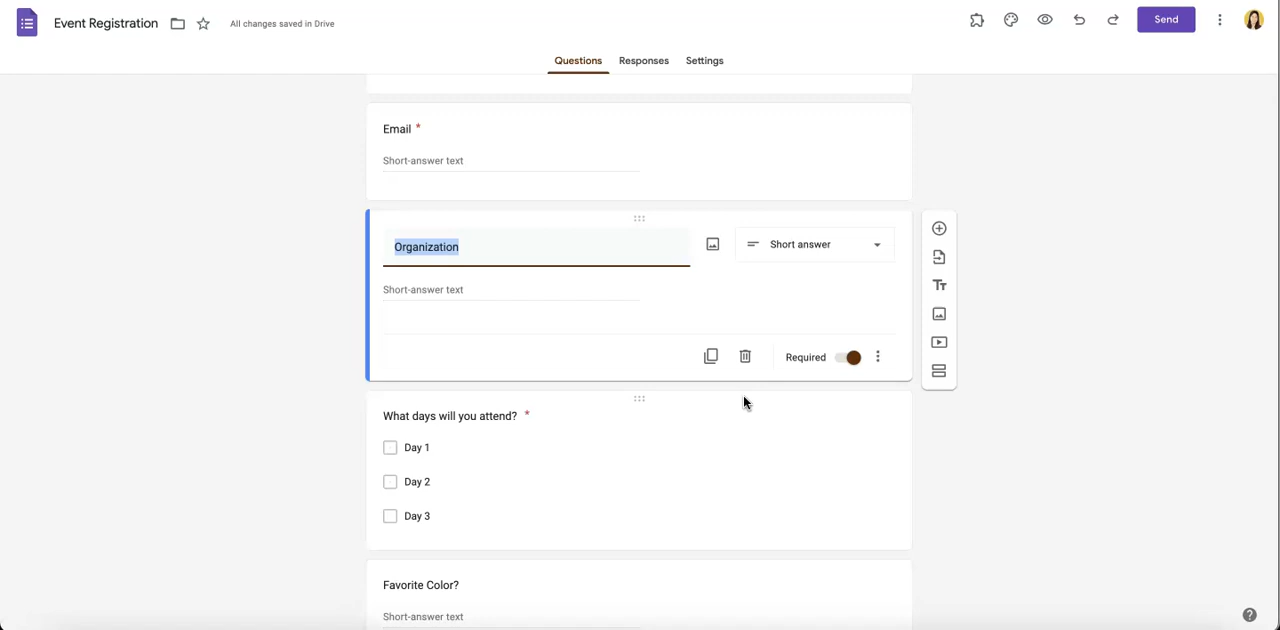 Event Registration
All changes saved in Drive
Send
Questions
Responses
Settings
Email *
Short-answer text
Organization
Short answer
Short-answer text
Required
What days will you attend? *
Day 1
Day 2
Day 3
Favorite Color?
Short-answer text